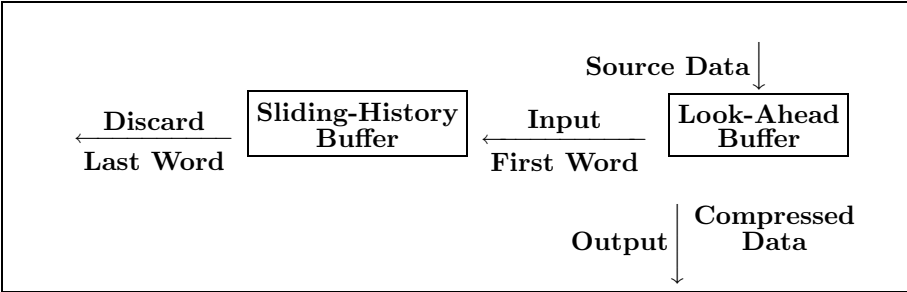 Source Data
Discard
Last Word
Sliding-History
Buffer
Input
First Word
Look-Ahead
Buffer
Output
Compressed
Data